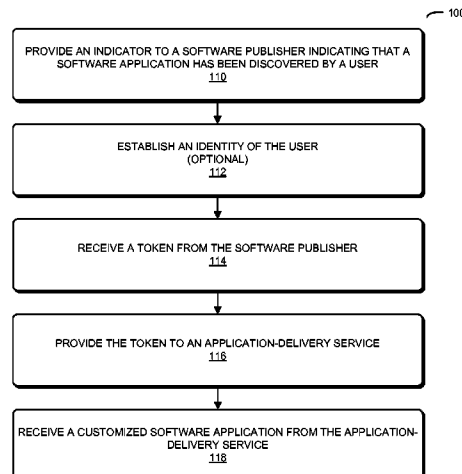 100
PROVIDE AN INDICATOR TO A SOFTWARE PUBLISHER INDICATING THAT A
SOFTWARE APPLICATION HAS BEEN DISCOVERED BY A USER
110
ESTABLISH AN IDENTITY OF THE USER
(OPTIONAL)
112
RECEIVE A TOKEN FROM THE SOFTWARE PUBLISHER
114
PROVIDE THE TOKEN TO AN APPLICATION-DELIVERY SERVICE
116
RECEIVE A CUSTOMIZED SOFTWARE APPLICATION FROM THE APPLICATION-
DELIVERY SERVICE
118